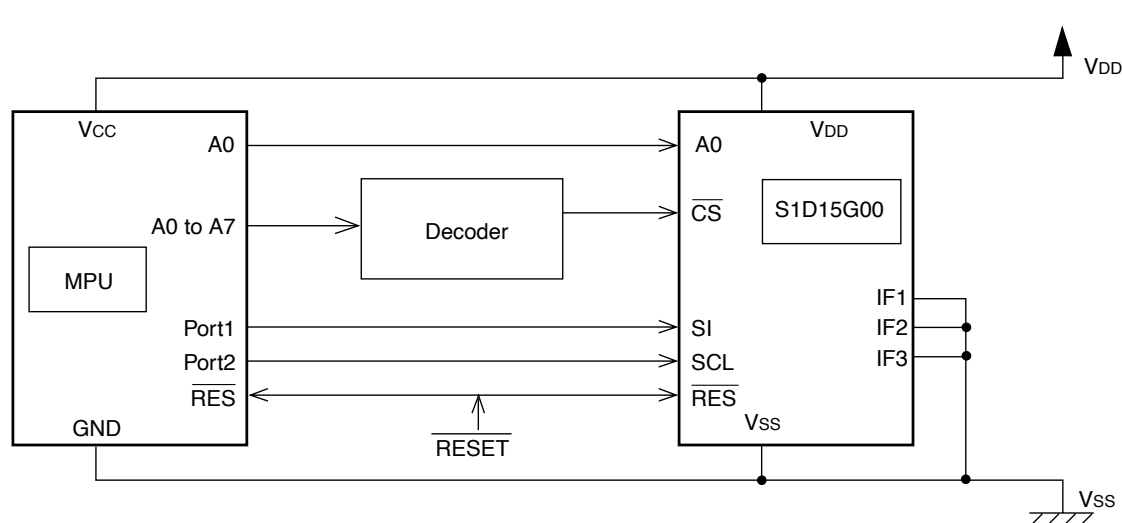 VDD
VCC
VDD
A0
A0
S1D15G00
CS
A0 to A7
Decoder
MPU
IF1
Port1
SI
IF2
Port2
SCL
IF3
RES
RES
GND
RESET
VSS
VSS